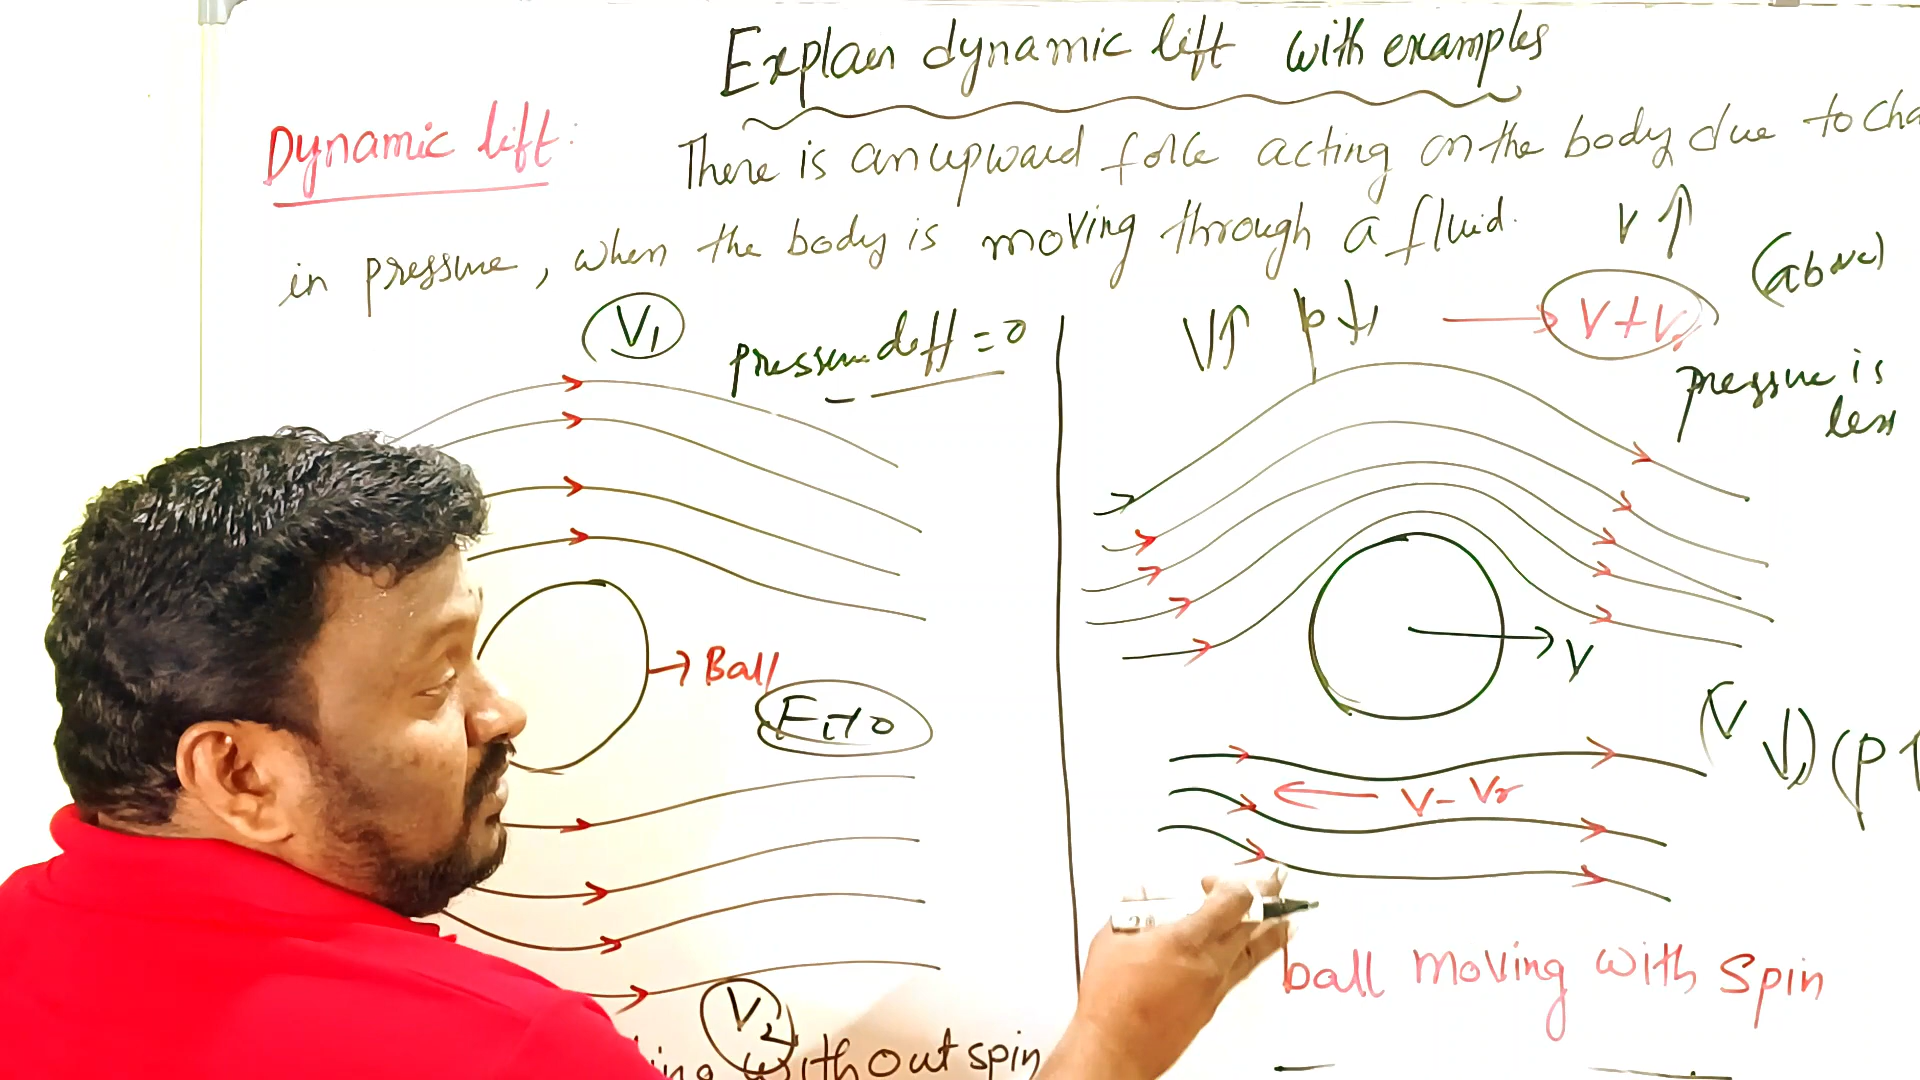 Explain dynamic lift with examples
Dynamic lift:
There is an upward force acting on the body due to cha
in pressure, when the body is moving through a fluid.
V1
pressure diff = 0
V↑ p↓
V↑
V + Vr
(above)
pressure is
less
Ball
V
(V ↓) (p ↑
V - Vr
V2
ing without spin
ball moving with spin